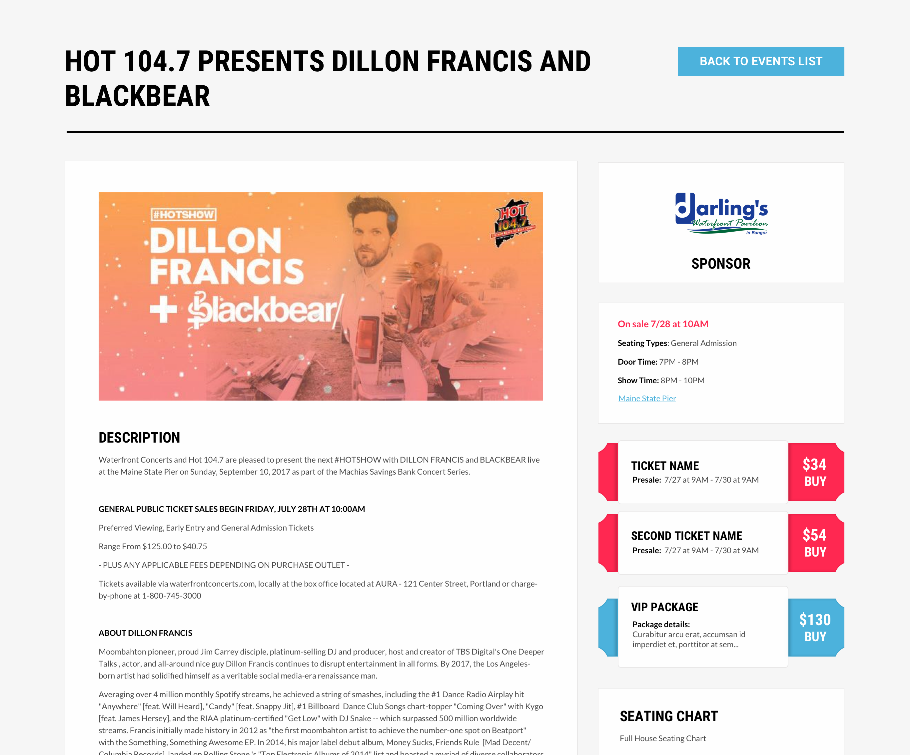 HOT 104.7 PRESENTS DILLON FRANCIS AND
BLACKBEAR
BACK TO EVENTS LIST
#HOTSHOW
DILLON
FRANCIS
+ blackbear/
HOT
104.7
DESCRIPTION
Waterfront Concerts and Hot 104.7 are pleased to present the next #HOTSHOW with DILLON FRANCIS and BLACKBEAR live
at the Maine State Pier on Sunday, September 10, 2017 as part of the Machias Savings Bank Concert Series.
GENERAL PUBLIC TICKET SALES BEGIN FRIDAY, JULY 28TH AT 10:00AM
Preferred Viewing, Early Entry and General Admission Tickets
Range From $125.00 to $40.75
- PLUS ANY APPLICABLE FEES DEPENDING ON PURCHASE OUTLET -
Tickets available via waterfrontconcerts.com, locally at the box office located at AURA - 121 Center Street, Portland or charge-
by-phone at 1-800-745-3000
ABOUT DILLON FRANCIS
Moombahton pioneer, proud Jim Carrey disciple, platinum-selling DJ and producer, host and creator of TBS Digital's One Deeper
Talks , actor, and all-around nice guy Dillon Francis continues to disrupt entertainment in all forms. By 2017, the Los Angeles-
born artist had solidified himself as a veritable social media-era renaissance man.
Averaging over 4 million monthly Spotify streams, he achieved a string of smashes, including the #1 Dance Radio Airplay hit
"Anywhere" [feat. Will Heard], "Candy" [feat. Snappy Jit], #1 Billboard Dance Club Songs chart-topper "Coming Over" with Kygo
[feat. James Hersey], and the RIAA platinum-certified "Get Low" with DJ Snake -- which surpassed 500 million worldwide
streams. Francis initially made history in 2012 as "the first moombahton artist to achieve the number-one spot on Beatport"
with the Something, Something Awesome EP. In 2014, his major label debut album, Money Sucks, Friends Rule [Mad Decent/
Columbia Records], landed on Rolling Stone's "Top Electronic Albums of 2014" list and boasted a myriad of diverse collaborators
Darling's
Waterfront Pavilion
in Bangor
SPONSOR
On sale 7/28 at 10AM
Seating Types: General Admission
Door Time: 7PM - 8PM
Show Time: 8PM - 10PM
Maine State Pier
TICKET NAME
Presale: 7/27 at 9AM - 7/30 at 9AM
$34
BUY
SECOND TICKET NAME
Presale: 7/27 at 9AM - 7/30 at 9AM
$54
BUY
VIP PACKAGE
Package details:
Curabitur arcu erat, accumsan id
imperdiet et, porttitor at sem...
$130
BUY
SEATING CHART
Full House Seating Chart